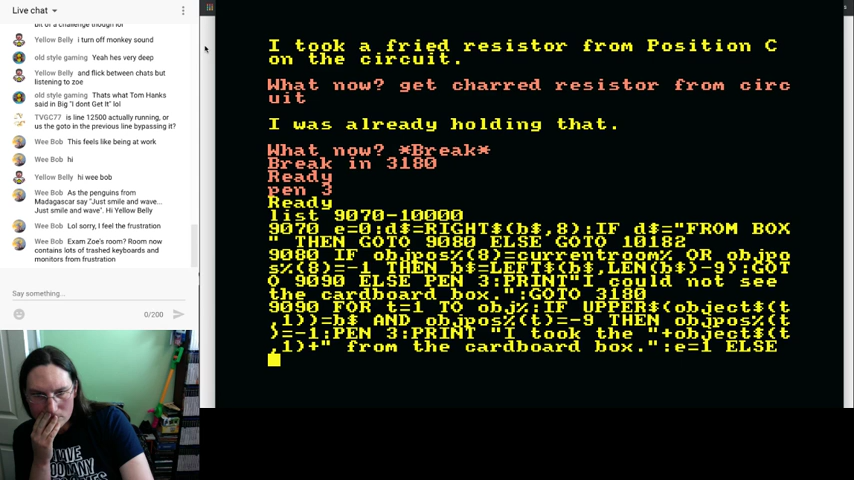 Live chat
bit of a challenge though lol
Yellow Belly i turn off monkey sound
old style gaming Yeah hes very deep
Yellow Belly and flick between chats but
listening to zoe
old style gaming Thats what Tom Hanks
said in Big "I dont Get It" lol
TVGC77 is line 12500 actually running, or
us the goto in the previous line bypassing it?
Wee Bob This feels like being at work
Wee Bob hi
Yellow Belly hi wee bob
Wee Bob As the penguins from
Madagascar say "Just smile and wave...
Just smile and wave". Hi Yellow Belly
Wee Bob Lol sorry, I feel the frustration
Wee Bob Exam Zoe's room? Room now
contains lots of trashed keyboards and
monitors from frustration
Say something...
0/200
I took a fried resistor from Position C
on the circuit.
What now? get charred resistor from circ
uit
I was already holding that.
What now? *Break*
Break in 3180
Ready
pen 3
Ready
list 9070-10000
9070 e=0:d$=RIGHT$(b$,8):IF d$="FROM BOX
" THEN GOTO 9080 ELSE GOTO 10182
9080 IF objpos%(8)=currentroom% OR objpo
s%(8)=-1 THEN b$=LEFT$(b$,LEN(b$)-9):GOT
O 9090 ELSE PEN 3:PRINT"I could not see
the cardboard box.":GOTO 3180
9090 FOR t=1 TO obj%:IF UPPER$(object$(t
,1))=b$ AND objpos%(t)=-9 THEN objpos%(t
)=-1:PEN 3:PRINT "I took the "+object$(t
,1)+" from the cardboard box.":e=1 ELSE